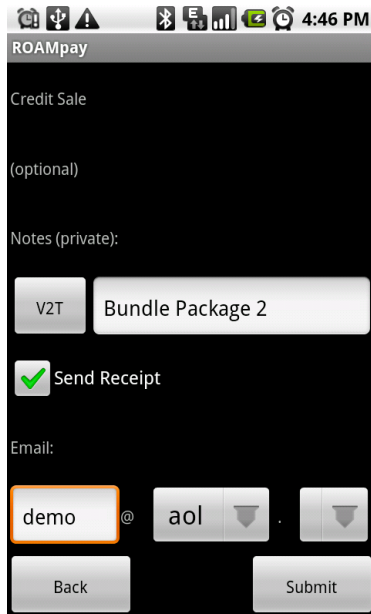 4:46 PM
ROAMpay
Credit Sale
(optional)
Notes (private):
V2T Bundle Package 2
Send Receipt
Email:
demo @ aol .
Back Submit